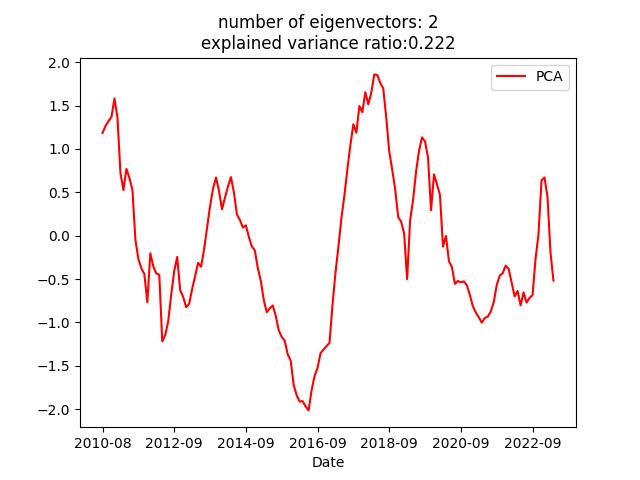 number of eigenvectors: 2
explained variance ratio:0.222
PCA
2.0
1.5
1.0
0.5
0.0
−0.5
−1.0
−1.5
−2.0
2010-08 2012-09 2014-09 2016-09 2018-09 2020-09 2022-09
Date